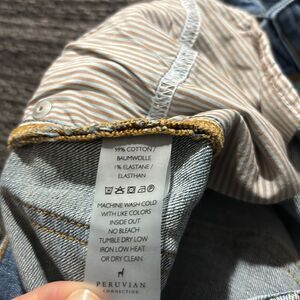 99% COTTON /
BAUMWOLLE
1% ELASTANE /
ELASTHAN
MACHINE WASH COLD
WITH LIKE COLORS
INSIDE OUT
NO BLEACH
TUMBLE DRY LOW
IRON LOW HEAT
OR DRY CLEAN
PERUVIAN
CONNECTION